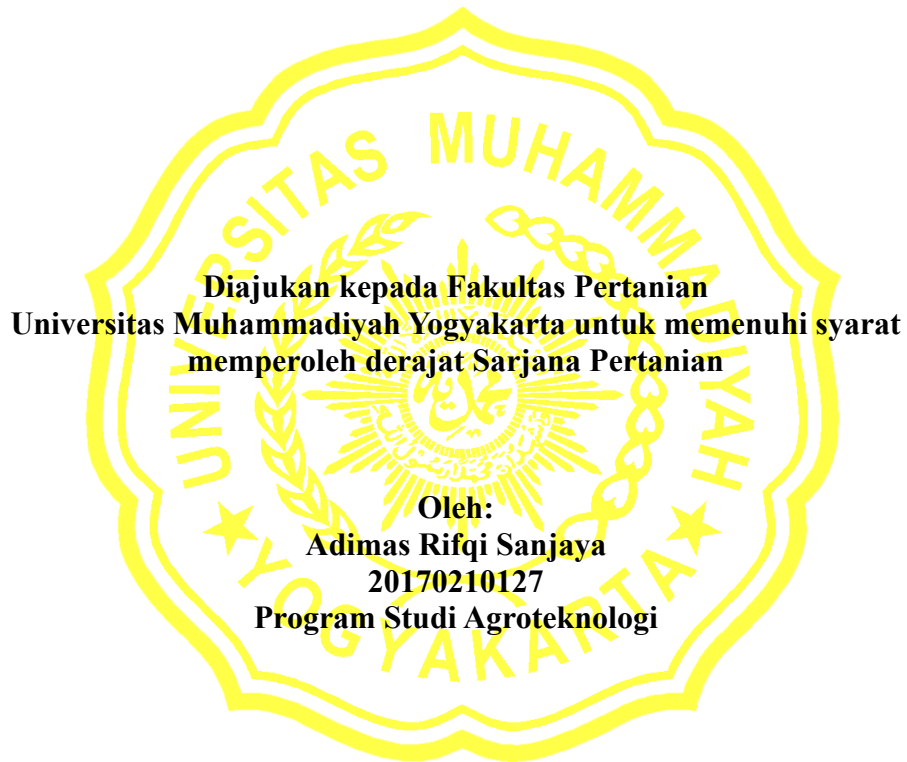 UNIVERSITAS MUHAMMADIYAH
YOGYAKARTA
Diajukan kepada Fakultas Pertanian
Universitas Muhammadiyah Yogyakarta untuk memenuhi syarat
memperoleh derajat Sarjana Pertanian
Oleh:
Adimas Rifqi Sanjaya
20170210127
Program Studi Agroteknologi